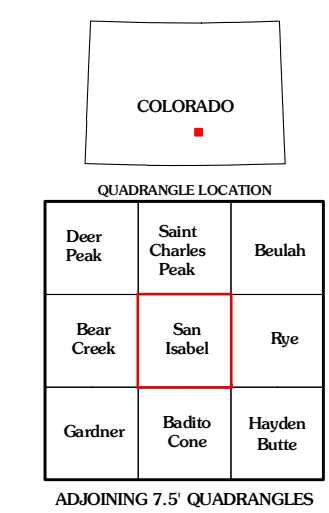 COLORADO
QUADRANGLE LOCATION
Deer
Peak
Saint
Charles
Peak
Beulah
Bear
Creek
San
Isabel
Rye
Gardner
Badito
Cone
Hayden
Butte
ADJOINING 7.5' QUADRANGLES